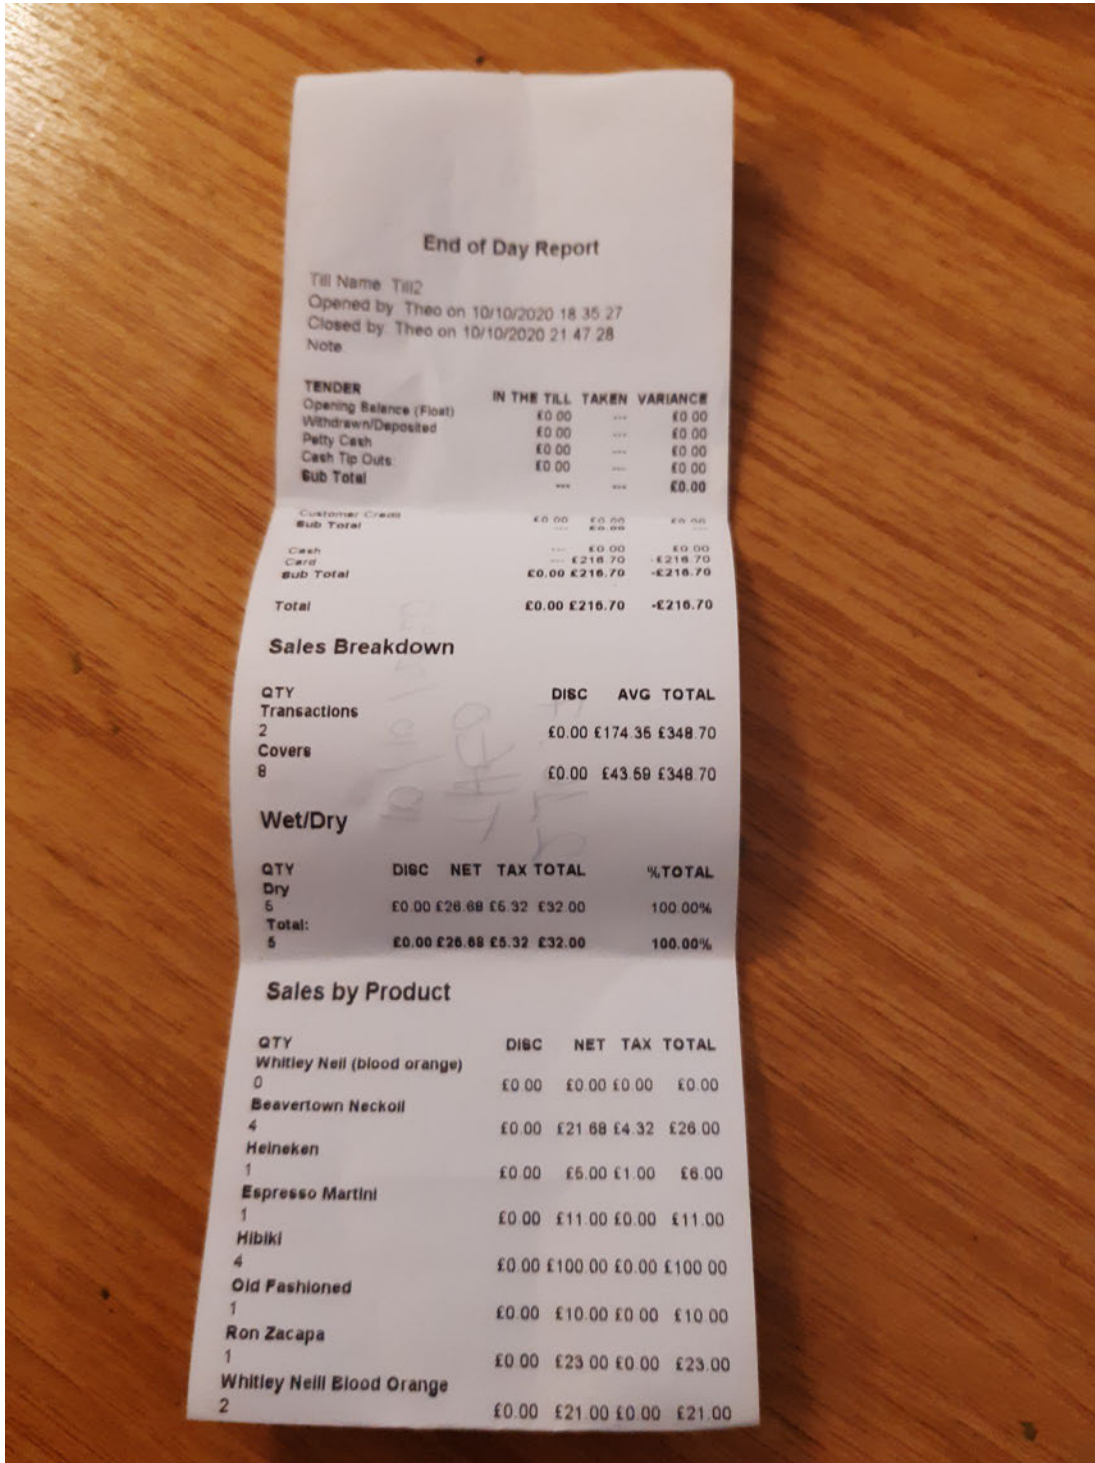 End of Day Report
Till Name Till2
Opened by Theo on 10/10/2020 18 35 27
Closed by Theo on 10/10/2020 21 47 28
Note
TENDER IN THE TILL TAKEN VARIANCE
Opening Balance (Float) £0.00 --- £0 00
Withdrawn/Deposited £0 00 --- £0 00
Petty Cash £0 00 --- £0 00
Cash Tip Outs £0 00 --- £0 00
Sub Total --- --- £0.00
Customer Credit £0 00 £0 00 £0 00
Sub Total --- £0.00 ---
Cash --- £0 00 £0 00
Card --- £216 70 -£216 70
Sub Total £0.00 £216.70 -£216.70
Total £0.00 £216.70 -£216.70
Sales Breakdown
QTY DISC AVG TOTAL
Transactions
2 £0.00 £174.35 £348.70
Covers
8 £0.00 £43.59 £348.70
Wet/Dry
QTY DISC NET TAX TOTAL %TOTAL
Dry
5 £0.00 £26.68 £5.32 £32.00 100.00%
Total:
5 £0.00 £26.68 £5.32 £32.00 100.00%
Sales by Product
QTY DISC NET TAX TOTAL
Whitley Neil (blood orange)
0 £0 00 £0.00 £0 00 £0.00
Beavertown Neckoil
4 £0.00 £21 68 £4.32 £26.00
Heineken
1 £0.00 £5.00 £1.00 £6.00
Espresso Martini
1 £0 00 £11.00 £0.00 £11.00
Hibiki
4 £0.00 £100.00 £0.00 £100 00
Old Fashioned
1 £0.00 £10.00 £0 00 £10 00
Ron Zacapa
1 £0 00 £23 00 £0.00 £23.00
Whitley Neill Blood Orange
2 £0.00 £21 00 £0.00 £21.00